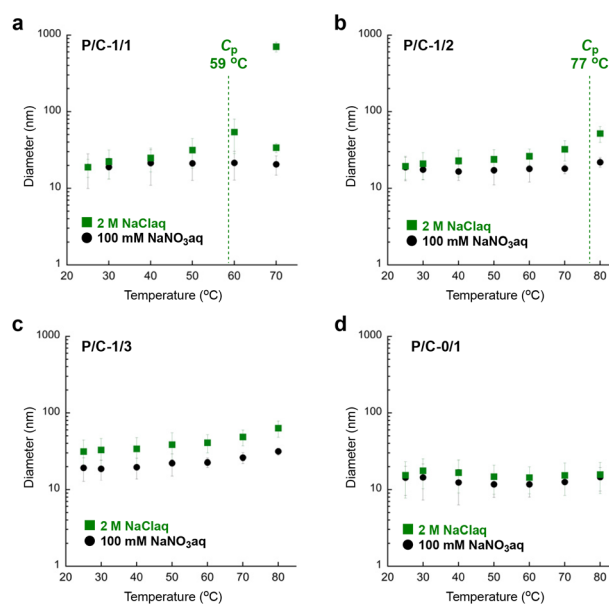 a
P/C-1/1
Cp
59 ºC
1000
100
10
1
Diameter (nm)
2 M NaClaq
100 mM NaNO₃aq
20 30 40 50 60 70
Temperature (ºC)
b
P/C-1/2
Cp
77 ºC
1000
100
10
1
Diameter (nm)
2 M NaClaq
100 mM NaNO₃aq
20 30 40 50 60 70 80
Temperature (ºC)
c
P/C-1/3
1000
100
10
1
Diameter (nm)
2 M NaClaq
100 mM NaNO₃aq
20 30 40 50 60 70 80
Temperature (ºC)
d
P/C-0/1
1000
100
10
1
Diameter (nm)
2 M NaClaq
100 mM NaNO₃aq
20 30 40 50 60 70 80
Temperature (ºC)